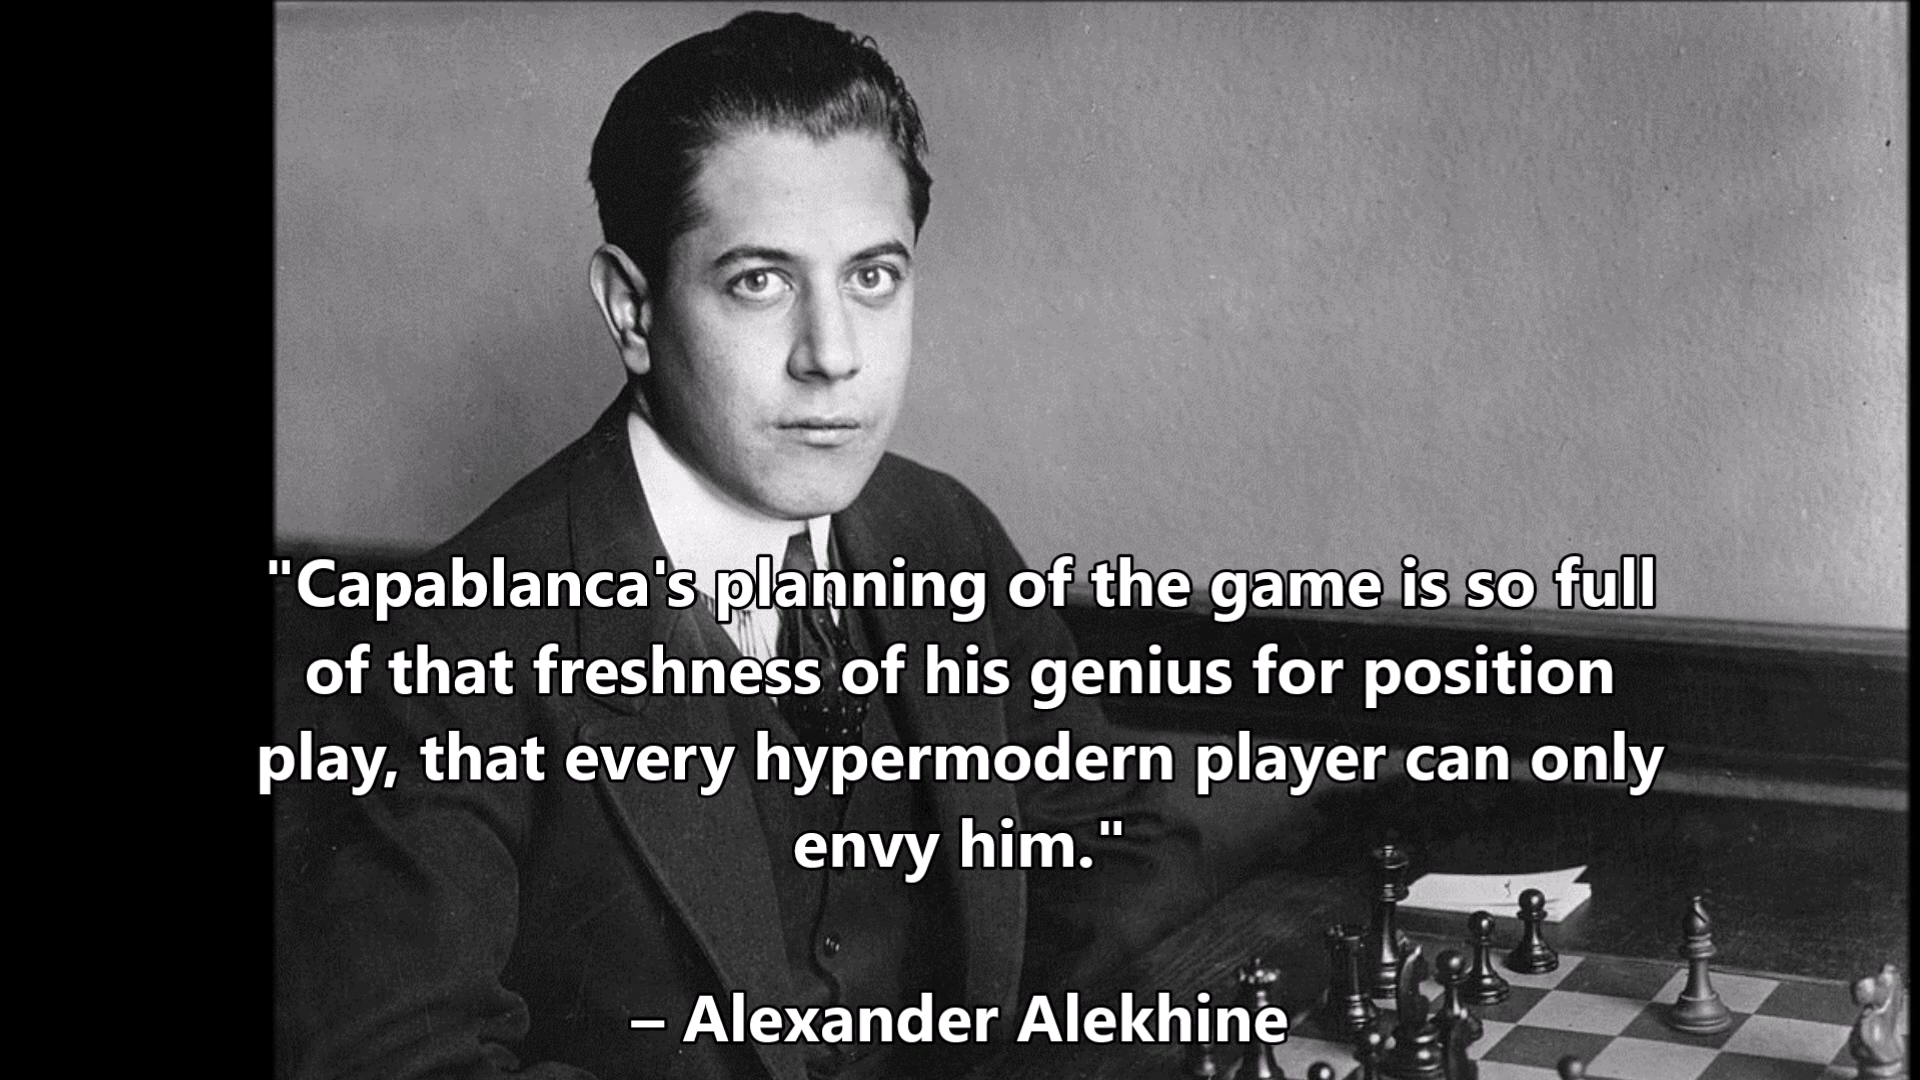 "Capablanca's planning of the game is so full
of that freshness of his genius for position
play, that every hypermodern player can only
envy him."
– Alexander Alekhine